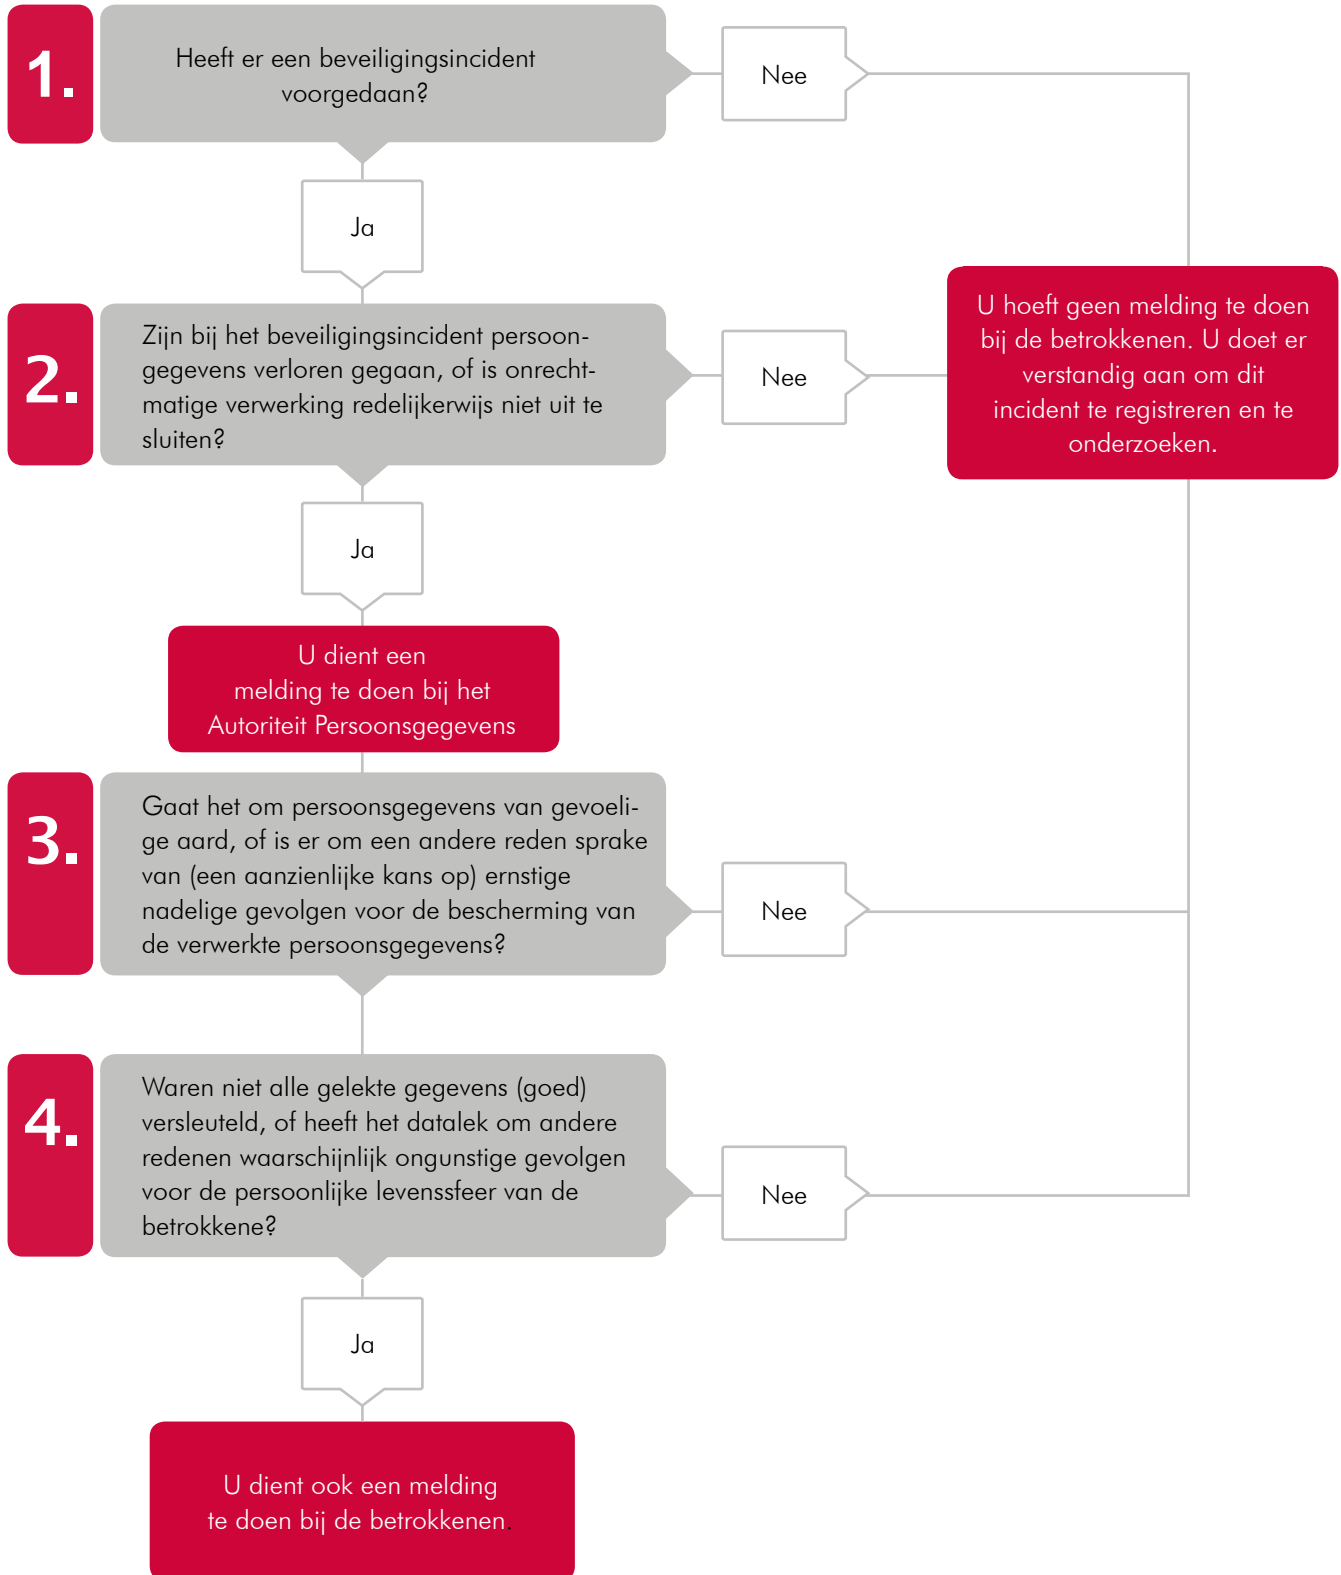 1.
Heeft er een beveiligingsincident
voorgedaan?
Nee
Ja
2.
Zijn bij het beveiligingsincident persoon-
gegevens verloren gegaan, of is onrecht-
matige verwerking redelijkerwijs niet uit te
sluiten?
Nee
U hoeft geen melding te doen
bij de betrokkenen. U doet er
verstandig aan om dit
incident te registreren en te
onderzoeken.
Ja
U dient een
melding te doen bij het
Autoriteit Persoonsgegevens
3.
Gaat het om persoonsgegevens van gevoeli-
ge aard, of is er om een andere reden sprake
van (een aanzienlijke kans op) ernstige
nadelige gevolgen voor de bescherming van
de verwerkte persoonsgegevens?
Nee
4.
Waren niet alle gelekte gegevens (goed)
versleuteld, of heeft het datalek om andere
redenen waarschijnlijk ongunstige gevolgen
voor de persoonlijke levenssfeer van de
betrokkene?
Nee
Ja
U dient ook een melding
te doen bij de betrokkenen.